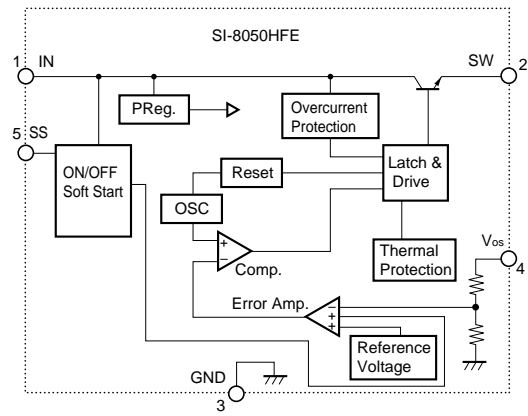 SI-8050HFE
1 IN
SW 2
PReg.
Overcurrent
Protection
5 SS
ON/OFF
Soft Start
Latch &
Drive
Reset
OSC
+
−
Comp.
Thermal
Protection
Vos
4
Error Amp.
−
+
+
Reference
Voltage
GND
3